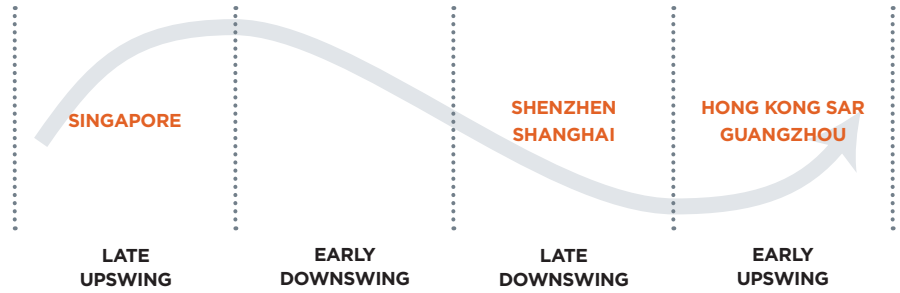 SINGAPORE
SHENZHEN
SHANGHAI
HONG KONG SAR
GUANGZHOU
LATE
UPSWING
EARLY
DOWNSWING
LATE
DOWNSWING
EARLY
UPSWING